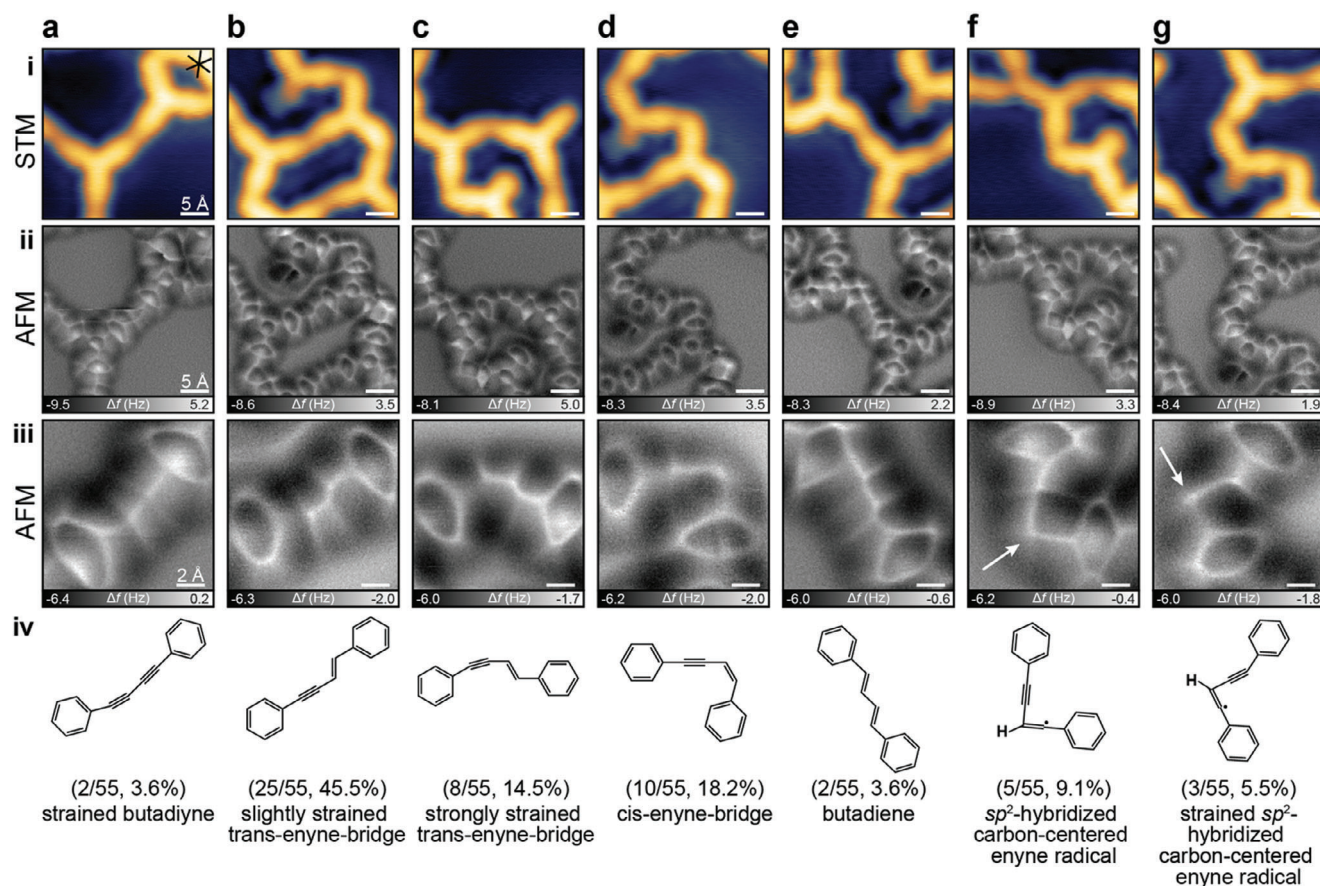 a b c d e f g
i STM
5 Å
ii AFM
5 Å
-9.5 Δf (Hz) 5.2 -8.6 Δf (Hz) 3.5 -8.1 Δf (Hz) 5.0 -8.3 Δf (Hz) 3.5 -8.3 Δf (Hz) 2.2 -8.9 Δf (Hz) 3.3 -8.4 Δf (Hz) 1.9
iii AFM
2 Å
-6.4 Δf (Hz) 0.2 -6.3 Δf (Hz) -2.0 -6.0 Δf (Hz) -1.7 -6.2 Δf (Hz) -2.0 -6.0 Δf (Hz) -0.6 -6.2 Δf (Hz) -0.4 -6.0 Δf (Hz) -1.8
iv
H
H
(2/55, 3.6%)
strained butadiyne
(25/55, 45.5%)
slightly strained
trans-enyne-bridge
(8/55, 14.5%)
strongly strained
trans-enyne-bridge
(10/55, 18.2%)
cis-enyne-bridge
(2/55, 3.6%)
butadiene
(5/55, 9.1%)
sp²-hybridized
carbon-centered
enyne radical
(3/55, 5.5%)
strained sp²-
hybridized
carbon-centered
enyne radical